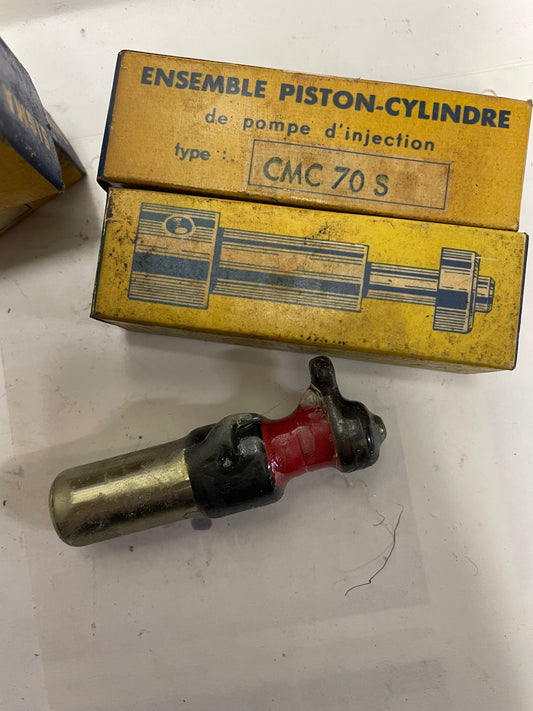 ENSEMBLE PISTON-CYLINDRE
de pompe d'injection
type : CMC 70 S